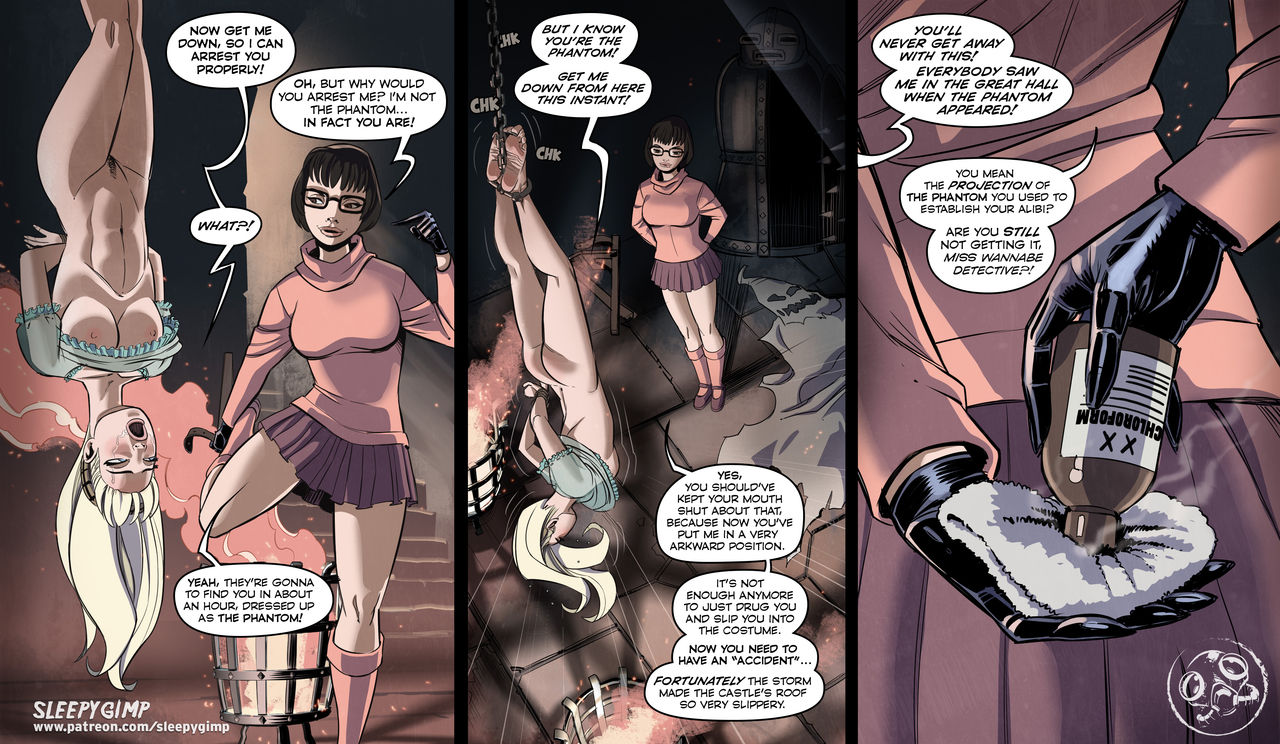 NOW GET ME
DOWN, SO I CAN
ARREST YOU
PROPERLY!
OH, BUT WHY WOULD
YOU ARREST ME? I'M NOT
THE PHANTOM...
IN FACT YOU ARE!
WHAT?!
YEAH, THEY'RE GONNA
TO FIND YOU IN ABOUT
AN HOUR, DRESSED UP
AS THE PHANTOM!
SLEEPYGIMP
www.patreon.com/sleepygimp
CHK
CHK
CHK
BUT I KNOW
YOU'RE THE
PHANTOM!
GET ME
DOWN FROM HERE
THIS INSTANT!
YES,
YOU SHOULD'VE
KEPT YOUR MOUTH
SHUT ABOUT THAT,
BECAUSE NOW YOU'VE
PUT ME IN A VERY
ARKWARD POSITION.
IT'S NOT
ENOUGH ANYMORE
TO JUST DRUG YOU
AND SLIP YOU INTO
THE COSTUME.
NOW YOU NEED TO
HAVE AN "ACCIDENT"...
FORTUNATELY THE STORM
MADE THE CASTLE'S ROOF
SO VERY SLIPPERY.
YOU'LL
NEVER GET AWAY
WITH THIS!
EVERYBODY SAW
ME IN THE GREAT HALL
WHEN THE PHANTOM
APPEARED!
YOU MEAN
THE PROJECTION OF
THE PHANTOM YOU USED TO
ESTABLISH YOUR ALIBI?
ARE YOU STILL
NOT GETTING IT,
MISS WANNABE
DETECTIVE?!
CHLOROFORM
X X